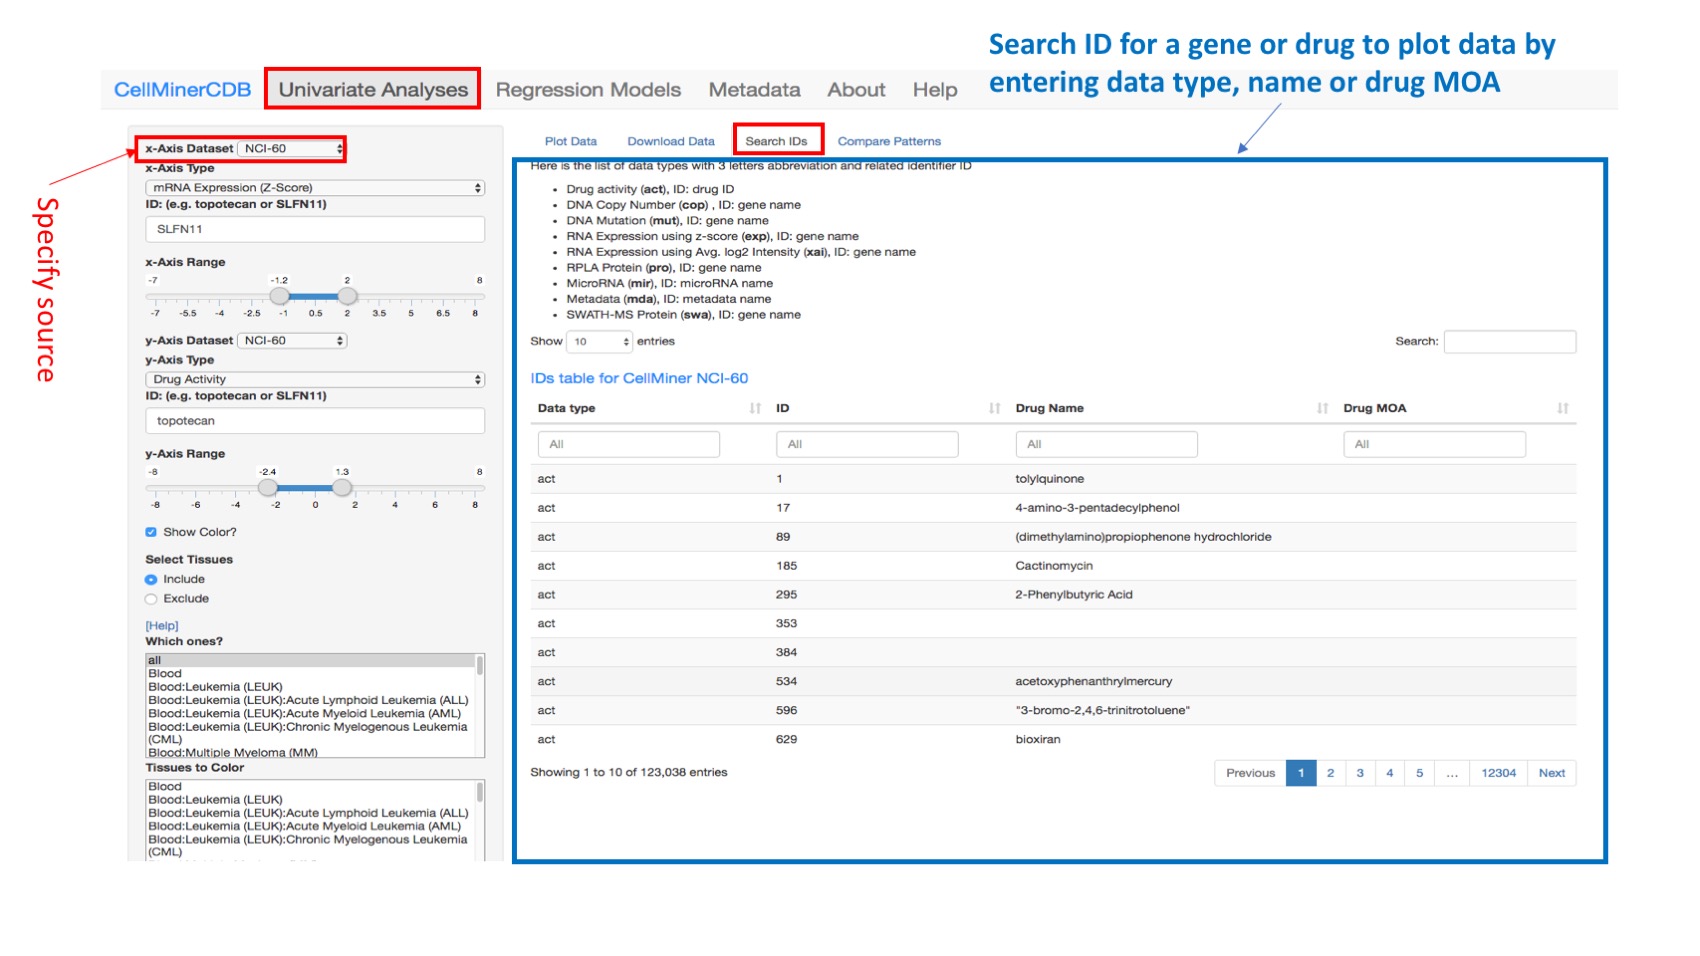 Search ID for a gene or drug to plot data by
entering data type, name or drug MOA
CellMinerCDB Univariate Analyses Regression Models Metadata About Help
Specify source
x-Axis Dataset NCI-60
x-Axis Type
mRNA Expression (Z-Score)
ID: (e.g. topotecan or SLFN11)
SLFN11
x-Axis Range
-7 -1.2 2 8
-7 -5.5 -4 -2.5 -1 0.5 2 3.5 5 6.5 8
y-Axis Dataset NCI-60
y-Axis Type
Drug Activity
ID: (e.g. topotecan or SLFN11)
topotecan
y-Axis Range
-8 -2.4 1.3 8
-8 -6 -4 -2 0 2 4 6 8
Show Color?
Select Tissues
Include
Exclude
[Help]
Which ones?
all
Blood
Blood:Leukemia (LEUK)
Blood:Leukemia (LEUK):Acute Lymphoid Leukemia (ALL)
Blood:Leukemia (LEUK):Acute Myeloid Leukemia (AML)
Blood:Leukemia (LEUK):Chronic Myelogenous Leukemia
(CML)
Blood:Multiple Myeloma (MM)
Tissues to Color
Blood
Blood:Leukemia (LEUK)
Blood:Leukemia (LEUK):Acute Lymphoid Leukemia (ALL)
Blood:Leukemia (LEUK):Acute Myeloid Leukemia (AML)
Blood:Leukemia (LEUK):Chronic Myelogenous Leukemia
(CML)
Plot Data Download Data Search IDs Compare Patterns
Here is the list of data types with 3 letters abbreviation and related identifier ID
• Drug activity (act), ID: drug ID
• DNA Copy Number (cop) , ID: gene name
• DNA Mutation (mut), ID: gene name
• RNA Expression using z-score (exp), ID: gene name
• RNA Expression using Avg. log2 Intensity (xai), ID: gene name
• RPLA Protein (pro), ID: gene name
• MicroRNA (mir), ID: microRNA name
• Metadata (mda), ID: metadata name
• SWATH-MS Protein (swa), ID: gene name
Show 10 entries Search:
IDs table for CellMiner NCI-60
Data type ID Drug Name Drug MOA
All All All All
act 1 tolylquinone
act 17 4-amino-3-pentadecylphenol
act 89 (dimethylamino)propiophenone hydrochloride
act 185 Cactinomycin
act 295 2-Phenylbutyric Acid
act 353
act 384
act 534 acetoxyphenanthrylmercury
act 596 "3-bromo-2,4,6-trinitrotoluene"
act 629 bioxiran
Showing 1 to 10 of 123,038 entries Previous 1 2 3 4 5 ... 12304 Next